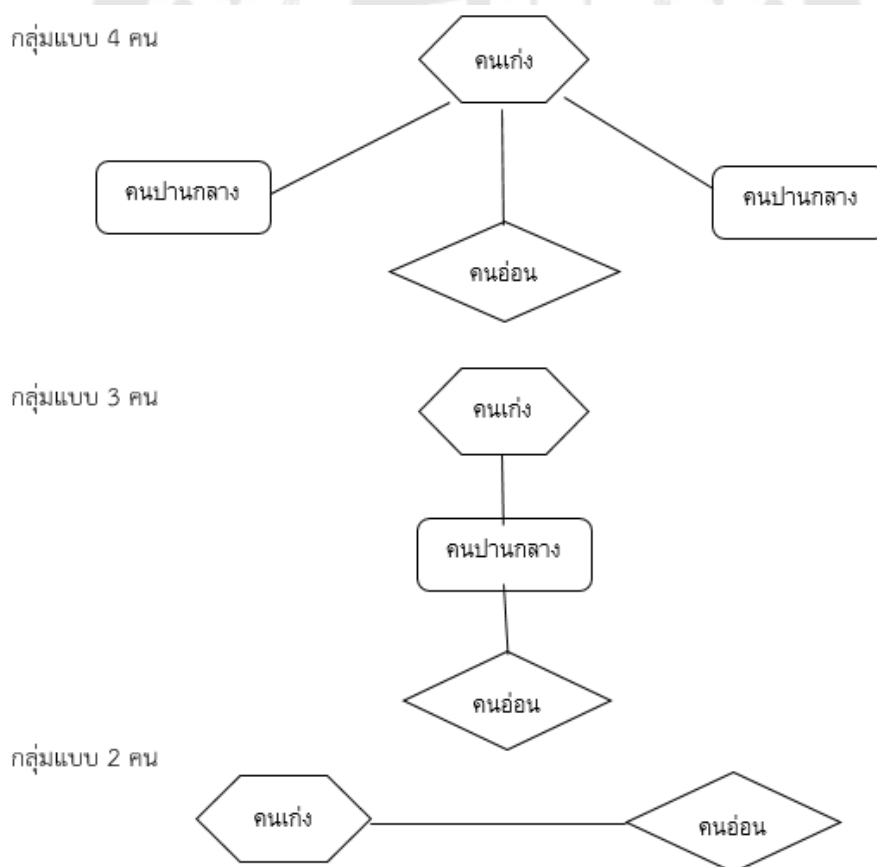 กลุ่มแบบ 4 คน
คนเก่ง
คนปานกลาง
คนปานกลาง
คนอ่อน
กลุ่มแบบ 3 คน
คนเก่ง
คนปานกลาง
คนอ่อน
กลุ่มแบบ 2 คน
คนเก่ง
คนอ่อน